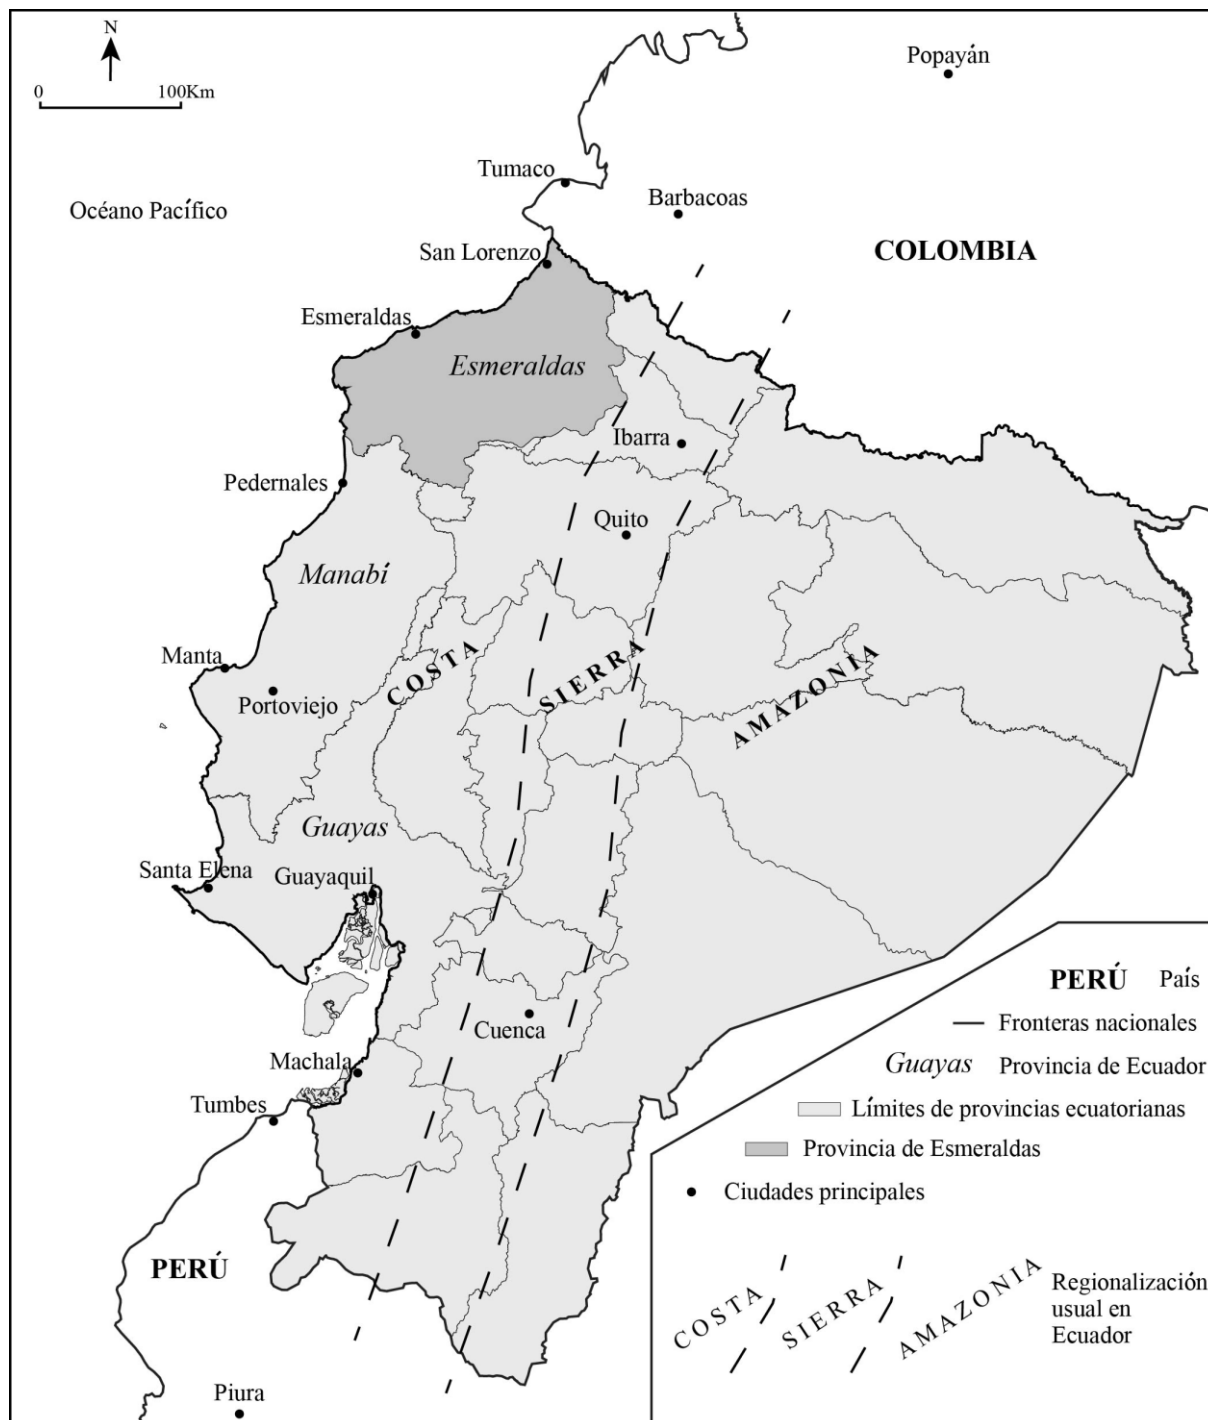 N
0 100Km
Popayán
Tumaco
Barbacoas
Océano Pacífico
COLOMBIA
San Lorenzo
Esmeraldas
Esmeraldas
Ibarra
Pedernales
Quito
Manabí
COSTA
SIERRA
AMAZONIA
Manta
Portoviejo
Guayas
Santa Elena
Guayaquil
Cuenca
Machala
Tumbes
PERÚ
Piura
PERÚ País
Fronteras nacionales
Guayas Provincia de Ecuador
Límites de provincias ecuatorianas
Provincia de Esmeraldas
Ciudades principales
COSTA SIERRA AMAZONIA
Regionalización
usual en
Ecuador